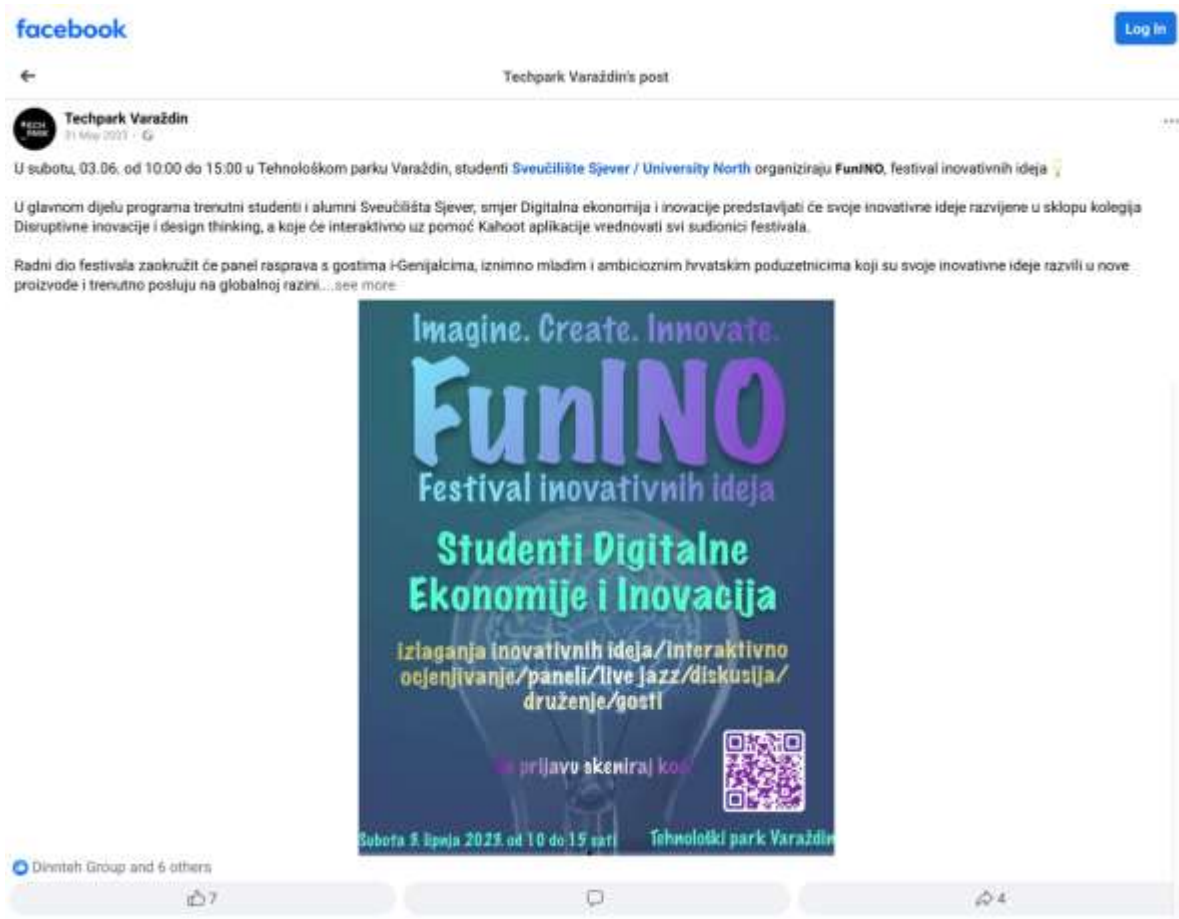 facebook
Log In
Techpark Varaždin's post
TECH
PARK
Techpark Varaždin
31 May 2023
U subotu, 03.06. od 10:00 do 15:00 u Tehnološkom parku Varaždin, studenti Sveučilište Sjever / University North organiziraju FunINO, festival inovativnih ideja
U glavnom dijelu programa trenutni studenti i alumni Sveučilišta Sjever, smjer Digitalna ekonomija i inovacije predstavljati će svoje inovativne ideje razvijene u sklopu kolegija
Disruptivne inovacije i design thinking, a koje će interaktivno uz pomoć Kahoot aplikacije vrednovati svi sudionici festivala.
Radni dio festivala zaokružit će panel rasprava s gostima i-Genijalcima, iznimno mladim i ambicioznim hrvatskim poduzetnicima koji su svoje inovativne ideje razvili u nove
proizvode i trenutno posluju na globalnoj razini....see more
Imagine. Create. Innovate.
FunINO
Festival inovativnih ideja
Studenti Digitalne
Ekonomije i Inovacija
izlaganja inovativnih ideja/interaktivno
ocjenjivanje/paneli/live jazz/diskusija/
druženje/gosti
prijavu skeniraj kod
Subota 3. lipnja 2023. od 10 do 15 sati
Tehnološki park Varaždin
Dinnteh Group and 6 others
7
4